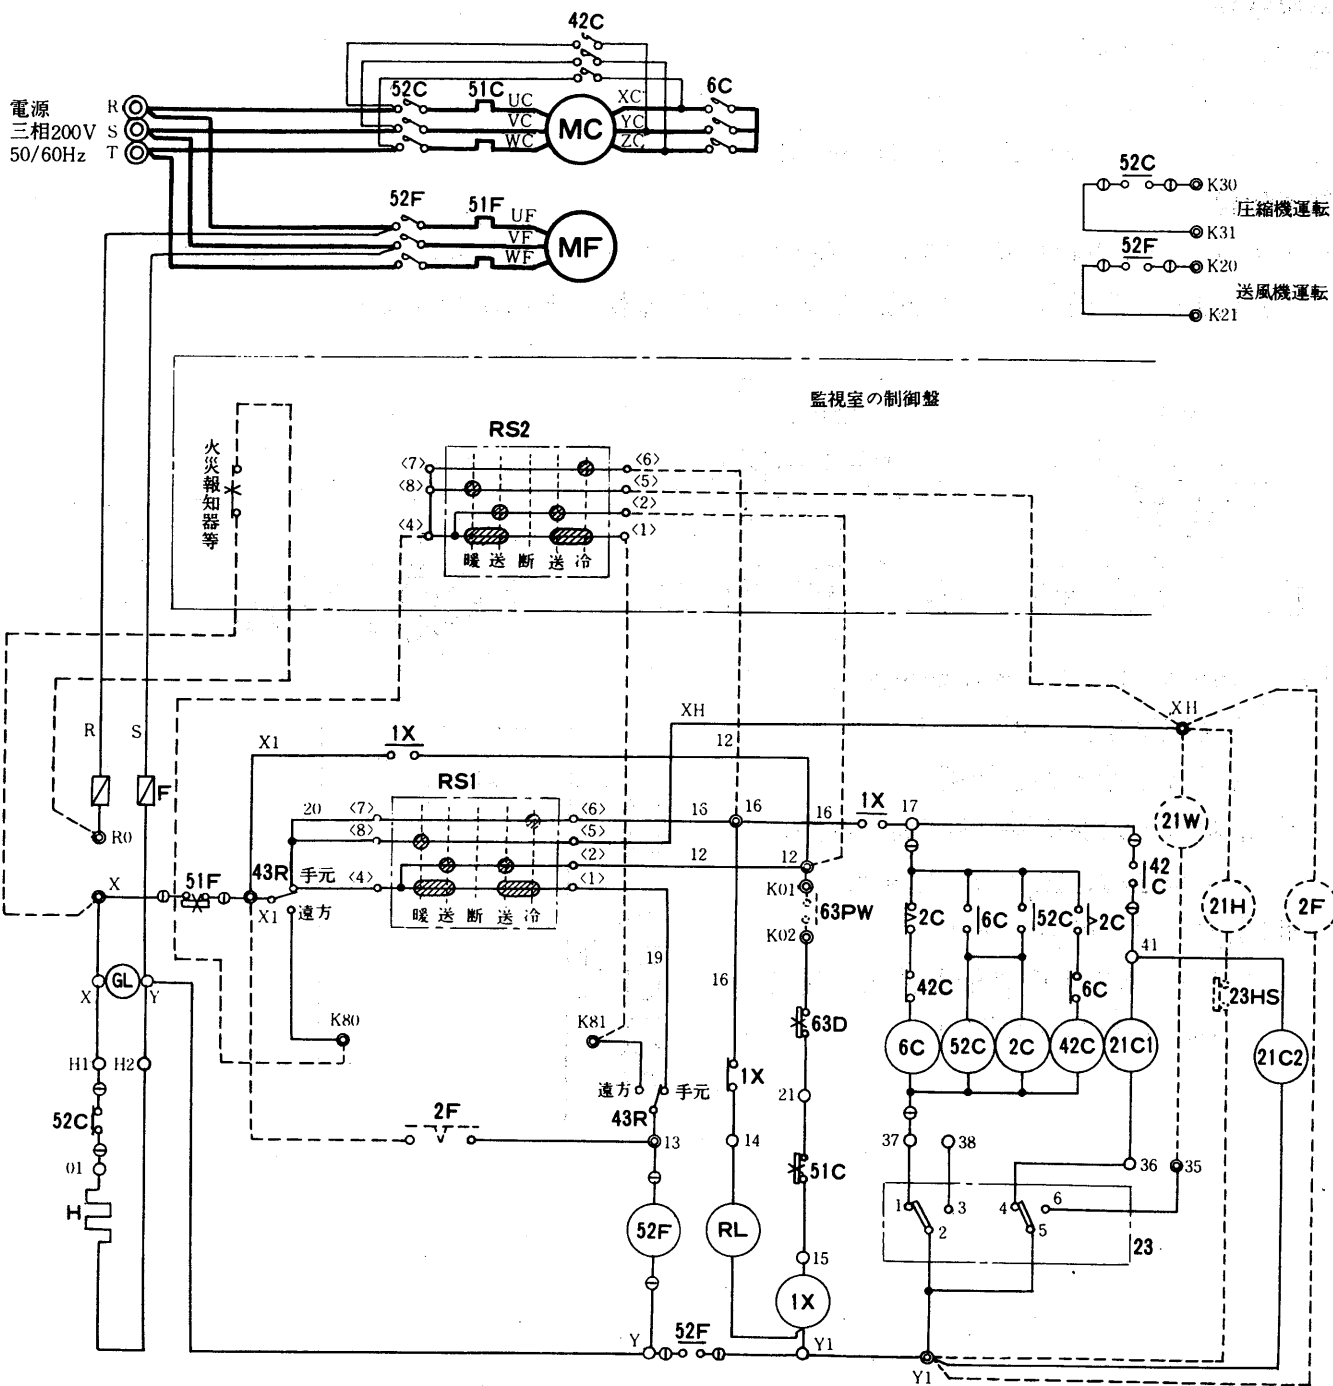 42C
電源
三相200V
50/60Hz
R
S
T
52C
51C
UC
VC
WC
MC
XC
YC
ZC
6C
52F
51F
UF
VF
WF
MF
52C
K30
圧縮機運転
K31
52F
K20
送風機運転
K21
監視室の制御盤
火災報知器等
RS2
<7>
<8>
<4>
<6>
<5>
<2>
<1>
暖 送 断 送 冷
R
S
F
R0
X1
1X
12
XH
XH
RS1
20
<7>
<8>
<4>
<6>
<5>
<2>
<1>
暖 送 断 送 冷
13
16
16
1X
17
12
12
X
51F
X1
43R
手元
遠方
K01
63PW
K02
2C
6C
52C
2C
42C
41
21W
21H
2F
23HS
X
GL
Y
K80
K81
19
16
42C
6C
63D
6C
52C
2C
42C
21C1
21C2
H1
H2
52C
01
H
遠方
手元
43R
2F
13
1X
14
21
51C
37
38
36
35
52F
RL
15
1X
1
2
3
4
5
6
23
Y
52F
Y1
Y1